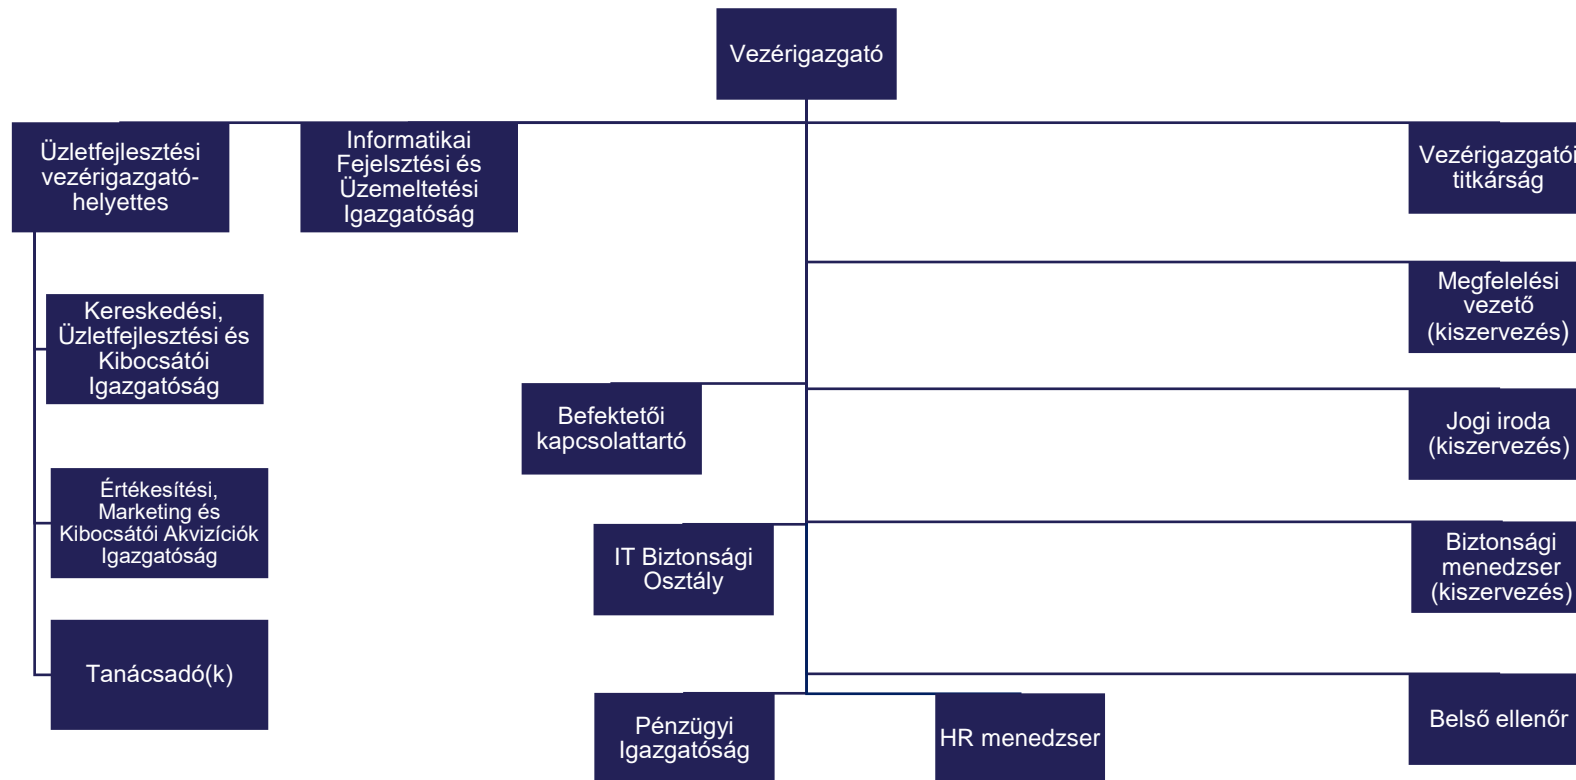 Vezérigazgató
Üzletfejlesztési
vezérigazgató-
helyettes
Informatikai
Fejelsztési és
Üzemeltetési
Igazgatóság
Vezérigazgatói
titkárság
Kereskedési,
Üzletfejlesztési és
Kibocsátói
Igazgatóság
Megfelelési
vezető
(kiszervezés)
Befektetői
kapcsolattartó
Jogi iroda
(kiszervezés)
Értékesítési,
Marketing és
Kibocsátói Akvizíciók
Igazgatóság
IT Biztonsági
Osztály
Biztonsági
menedzser
(kiszervezés)
Tanácsadó(k)
Pénzügyi
Igazgatóság
HR menedzser
Belső ellenőr